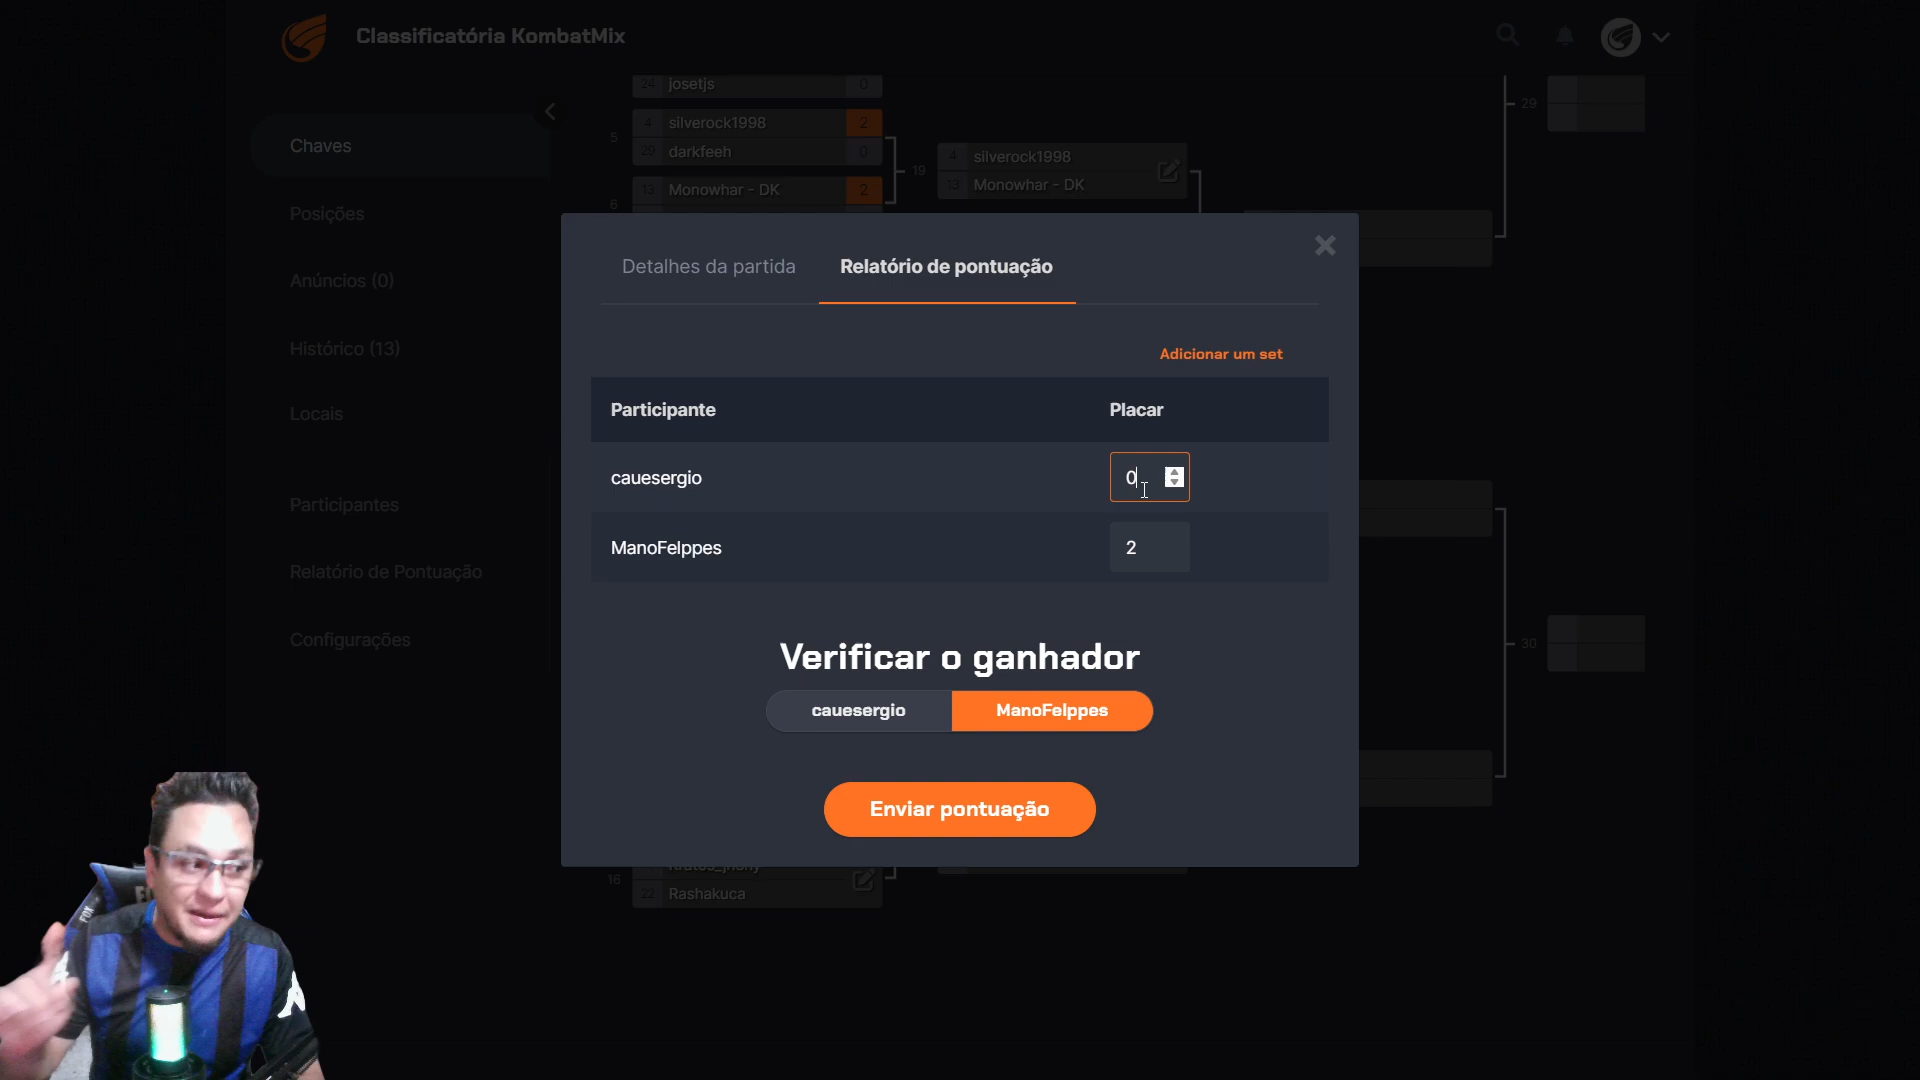 Classificatória KombatMix
24 josetjs 0
5
4 silverock1998 2
29 darkfeeh 0
6
13 Monowhar - DK 2
19
4 silverock1998
13 Monowhar - DK
29
Chaves
Posições
Anúncios (0)
Histórico (13)
Locais
Participantes
Relatório de Pontuação
Configurações
Detalhes da partida
Relatório de pontuação
Adicionar um set
Participante Placar
cauesergio 0
ManoFelppes 2
Verificar o ganhador
cauesergio ManoFelppes
Enviar pontuação
30
16
22 Rashakuca
FOX